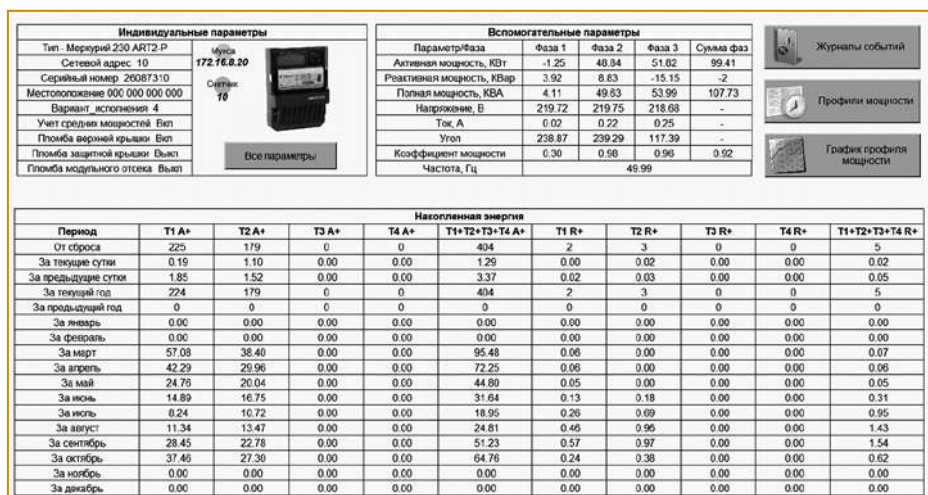 Индивидуальные параметры
Тип - Меркурий 230 ART2-P
Сетевой адрес 10
Серийный номер 26087310
Местоположение 000 000 000 000
Вариант_исполнения 4
Учет средних мощностей Вкл
Пломба верхней крышки Вкл
Пломба защитной крышки Выкл
Пломба модульного отсека Выкл
172.16.8.20
Счетчик
10
Все параметры
Вспомогательные параметры
Параметр/Фаза Фаза 1 Фаза 2 Фаза 3 Сумма фаз
Активная мощность, КВт -1.25 48.84 51.82 99.41
Реактивная мощность, КВар 3.92 8.83 -15.15 -2
Полная мощность, КВА 4.11 49.63 53.99 107.73
Напряжение, В 219.72 219.75 218.68 -
Ток, А 0.02 0.22 0.25 -
Угол 238.87 239.29 117.39 -
Коэффициент мощности 0.30 0.98 0.96 0.92
Частота, Гц 49.99
Журналы событий
Профили мощности
График профиля
мощности
Накопленная энергия
Период T1 A+ T2 A+ T3 A+ T4 A+ T1+T2+T3+T4 A+ T1 R+ T2 R+ T3 R+ T4 R+ T1+T2+T3+T4 R+
От сброса 225 179 0 0 404 2 3 0 0 5
За текущие сутки 0.19 1.10 0.00 0.00 1.29 0.00 0.02 0.00 0.00 0.02
За предыдущие сутки 1.85 1.52 0.00 0.00 3.37 0.02 0.03 0.00 0.00 0.05
За текущий год 224 179 0 0 404 2 3 0 0 5
За предыдущий год 0 0 0 0 0 0 0 0 0 0
За январь 0.00 0.00 0.00 0.00 0.00 0.00 0.00 0.00 0.00 0.00
За февраль 0.00 0.00 0.00 0.00 0.00 0.00 0.00 0.00 0.00 0.00
За март 57.08 38.40 0.00 0.00 95.48 0.06 0.00 0.00 0.00 0.07
За апрель 42.29 29.96 0.00 0.00 72.25 0.06 0.00 0.00 0.00 0.06
За май 24.76 20.04 0.00 0.00 44.80 0.05 0.00 0.00 0.00 0.05
За июнь 14.89 16.75 0.00 0.00 31.64 0.13 0.18 0.00 0.00 0.31
За июль 8.24 10.72 0.00 0.00 18.95 0.26 0.69 0.00 0.00 0.95
За август 11.34 13.47 0.00 0.00 24.81 0.46 0.96 0.00 0.00 1.43
За сентябрь 28.45 22.78 0.00 0.00 51.23 0.57 0.97 0.00 0.00 1.54
За октябрь 37.46 27.30 0.00 0.00 64.76 0.24 0.38 0.00 0.00 0.62
За ноябрь 0.00 0.00 0.00 0.00 0.00 0.00 0.00 0.00 0.00 0.00
За декабрь 0.00 0.00 0.00 0.00 0.00 0.00 0.00 0.00 0.00 0.00